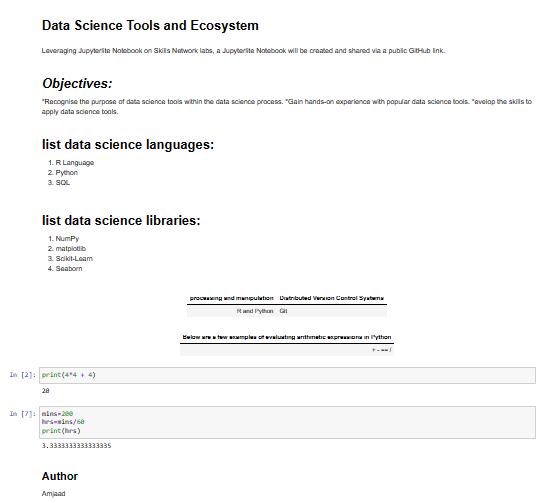 Data Science Tools and Ecosystem
Leveraging Jupyterlite Notebook on Skills Network labs, a Jupyterlite Notebook will be created and shared via a public GitHub link.
Objectives:
*Recognise the purpose of data science tools within the data science process. *Gain hands-on experience with popular data science tools. *evelop the skills to
apply data science tools.
list data science languages:
1. R Language
2. Python
3. SQL
list data science libraries:
1. NumPy
2. matplotlib
3. Scikit-Learn
4. Seaborn
processing and manipulation Distributed Version Control Systems
R and Python Git
Below are a few examples of evaluating arithmetic expressions in Python
+ - == /
In [2]: print(4*4 + 4)
20
In [7]: mins=200
hrs=mins/60
print(hrs)
3.3333333333333335
Author
Amjaad